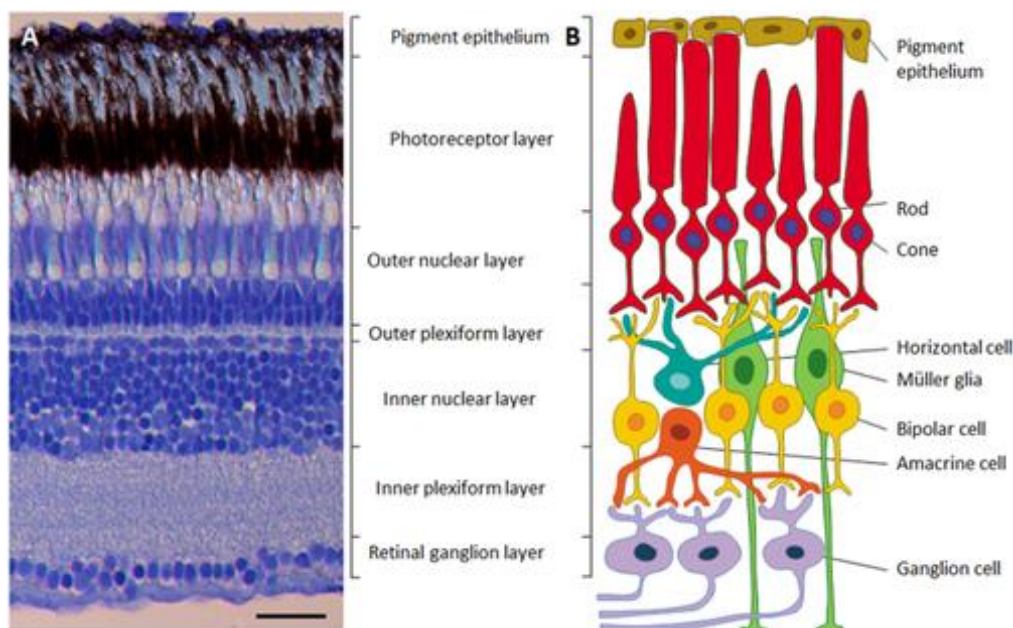 A
B
Pigment epithelium
Photoreceptor layer
Outer nuclear layer
Outer plexiform layer
Inner nuclear layer
Inner plexiform layer
Retinal ganglion layer
Pigment
epithelium
Rod
Cone
Horizontal cell
Müller glia
Bipolar cell
Amacrine cell
Ganglion cell